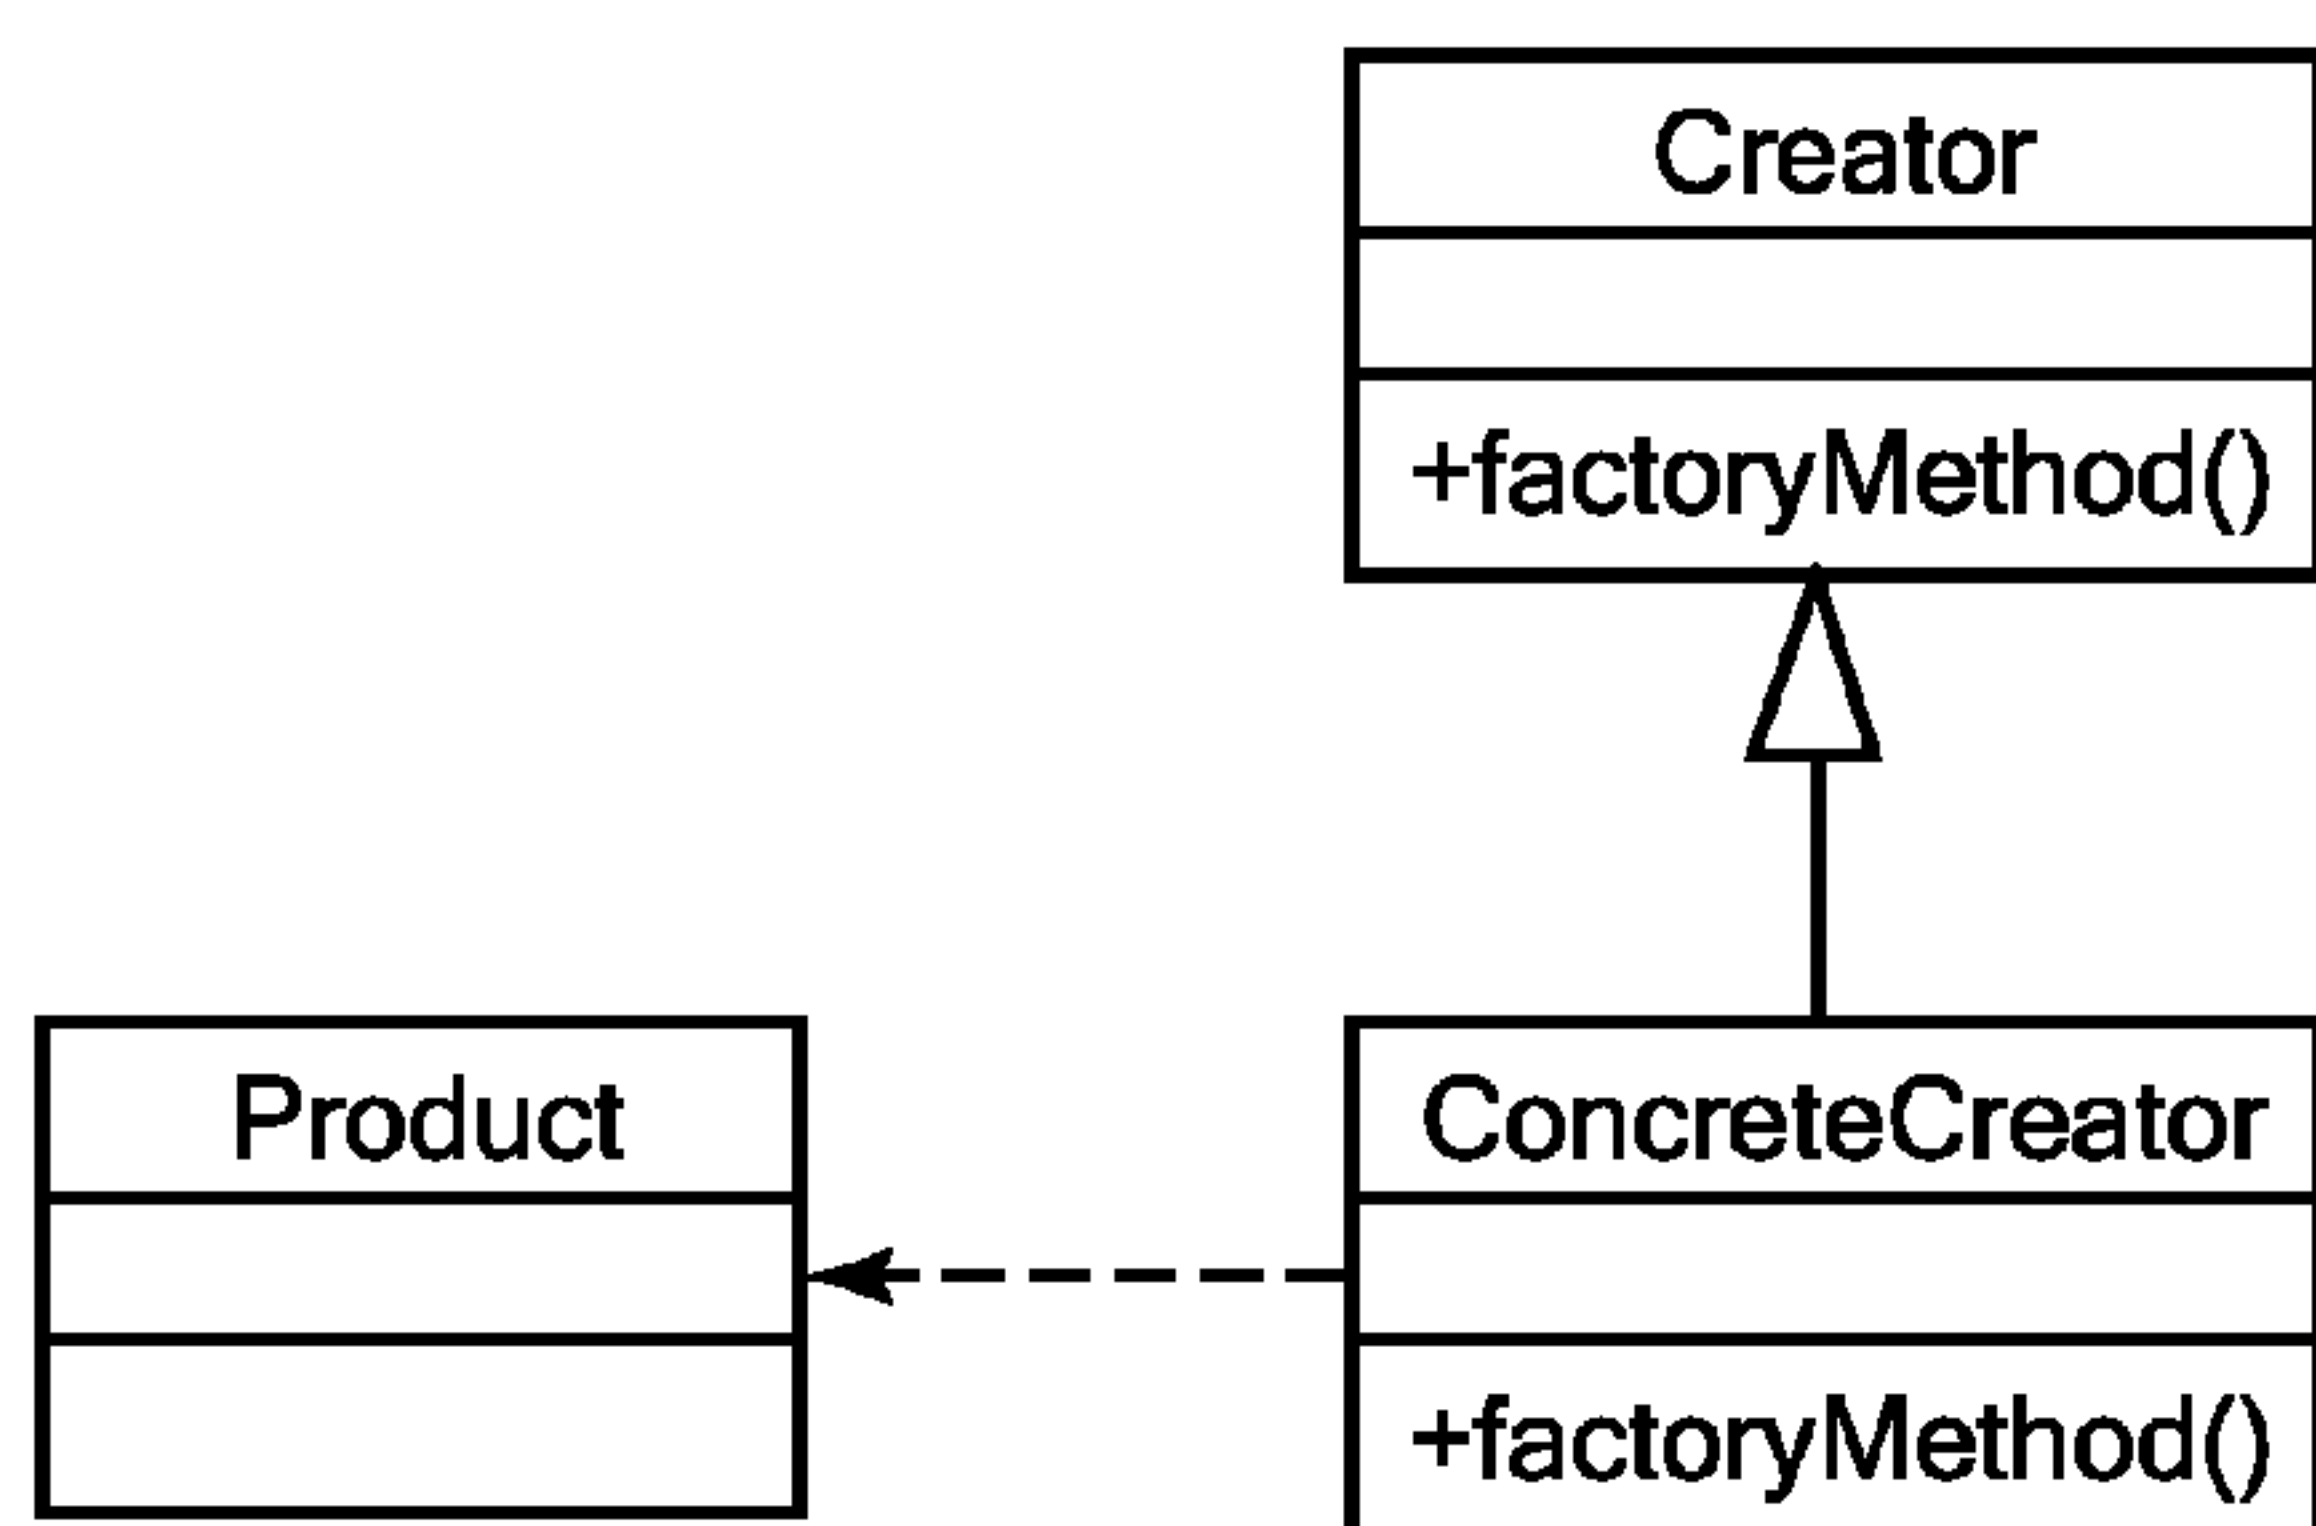 Creator
+factoryMethod()
Product
ConcreteCreator
+factoryMethod()